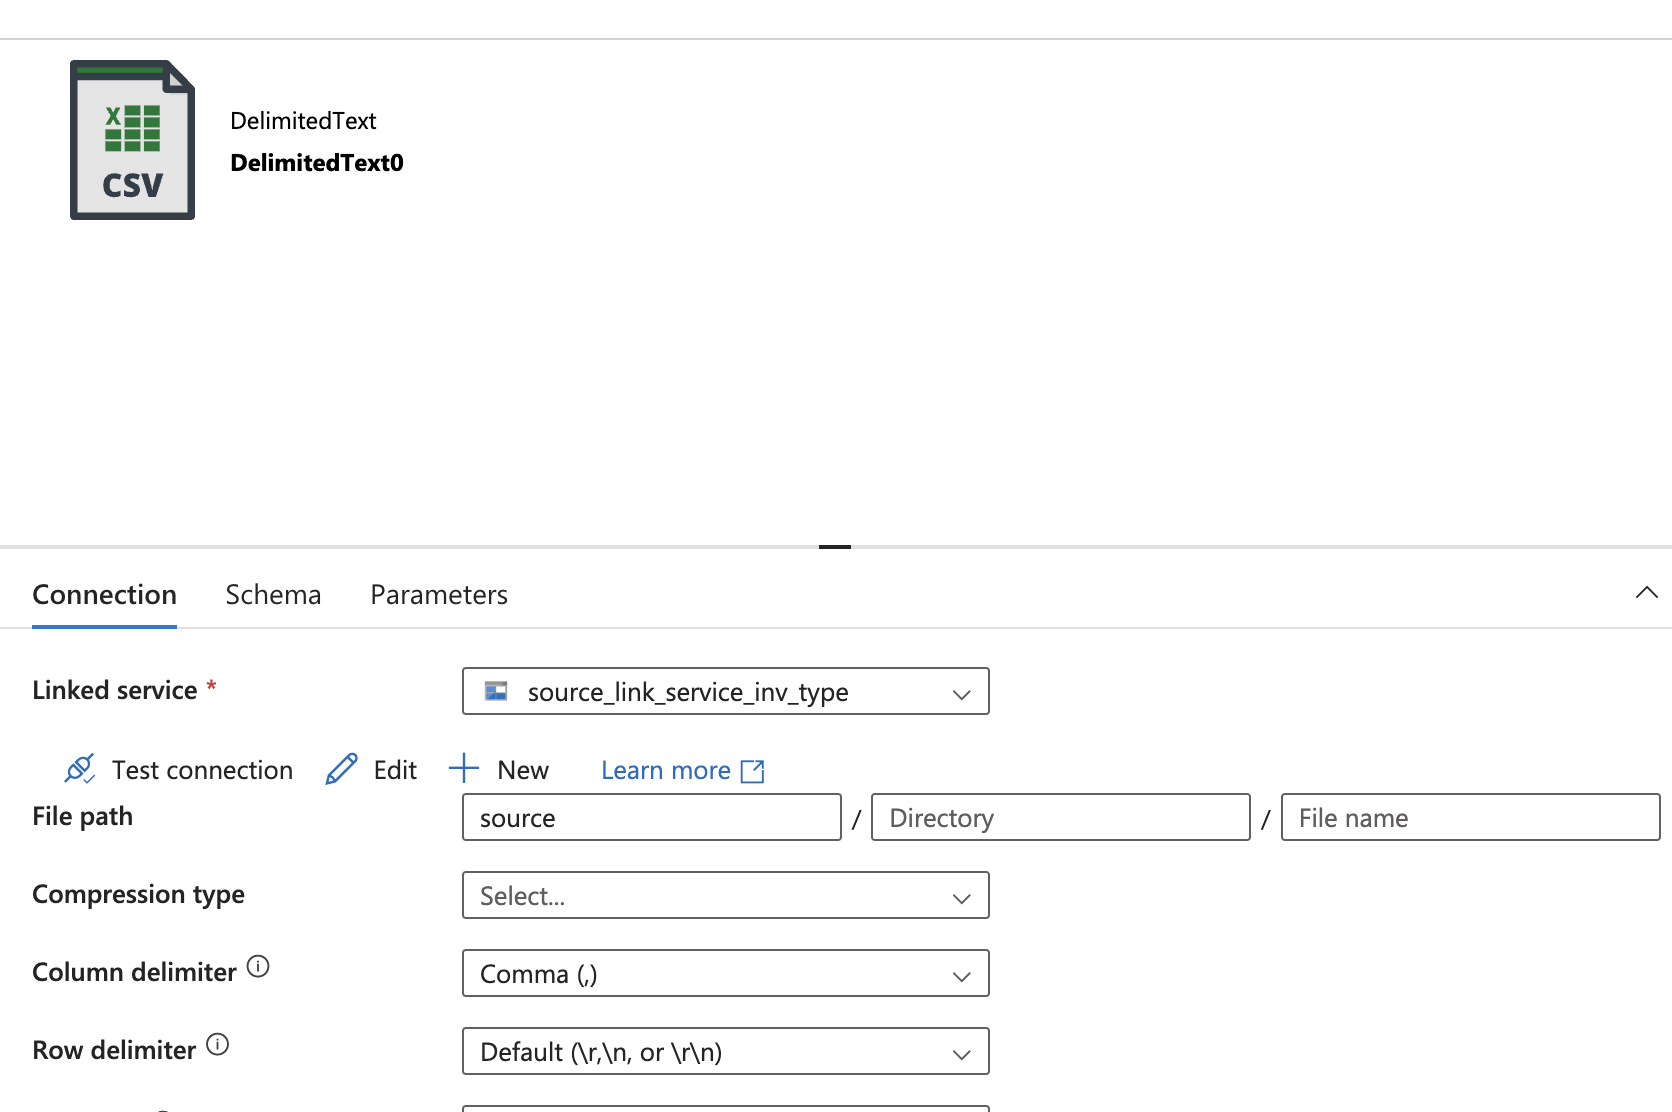 X
CSV
DelimitedText
DelimitedText0
Connection Schema Parameters
Linked service * source_link_service_inv_type
Test connection Edit New Learn more
File path source / Directory / File name
Compression type Select...
Column delimiter Comma (,)
Row delimiter Default (\r,\n, or \r\n)